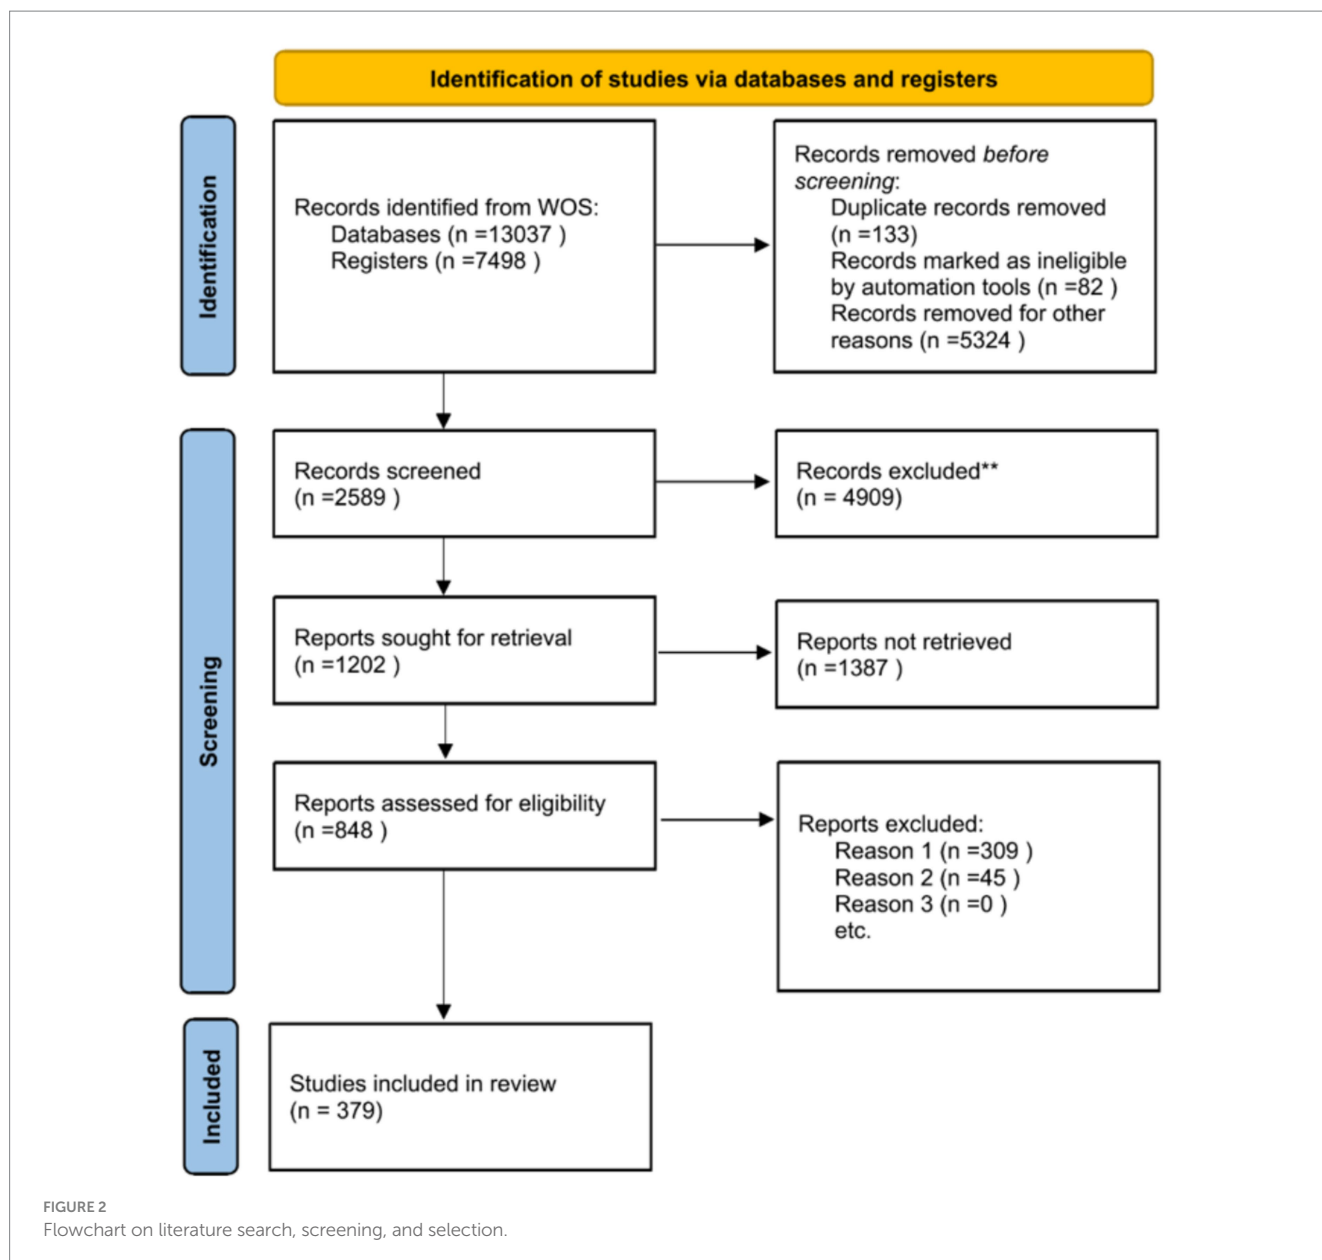 Identification of studies via databases and registers
Identification
Records identified from WOS:
Databases (n =13037 )
Registers (n =7498 )
Records removed before
screening:
Duplicate records removed
(n =133)
Records marked as ineligible
by automation tools (n =82 )
Records removed for other
reasons (n =5324 )
Screening
Records screened
(n =2589 )
Records excluded**
(n = 4909)
Reports sought for retrieval
(n =1202 )
Reports not retrieved
(n =1387 )
Reports assessed for eligibility
(n =848 )
Reports excluded:
Reason 1 (n =309 )
Reason 2 (n =45 )
Reason 3 (n =0 )
etc.
Included
Studies included in review
(n = 379)
FIGURE 2
Flowchart on literature search, screening, and selection.